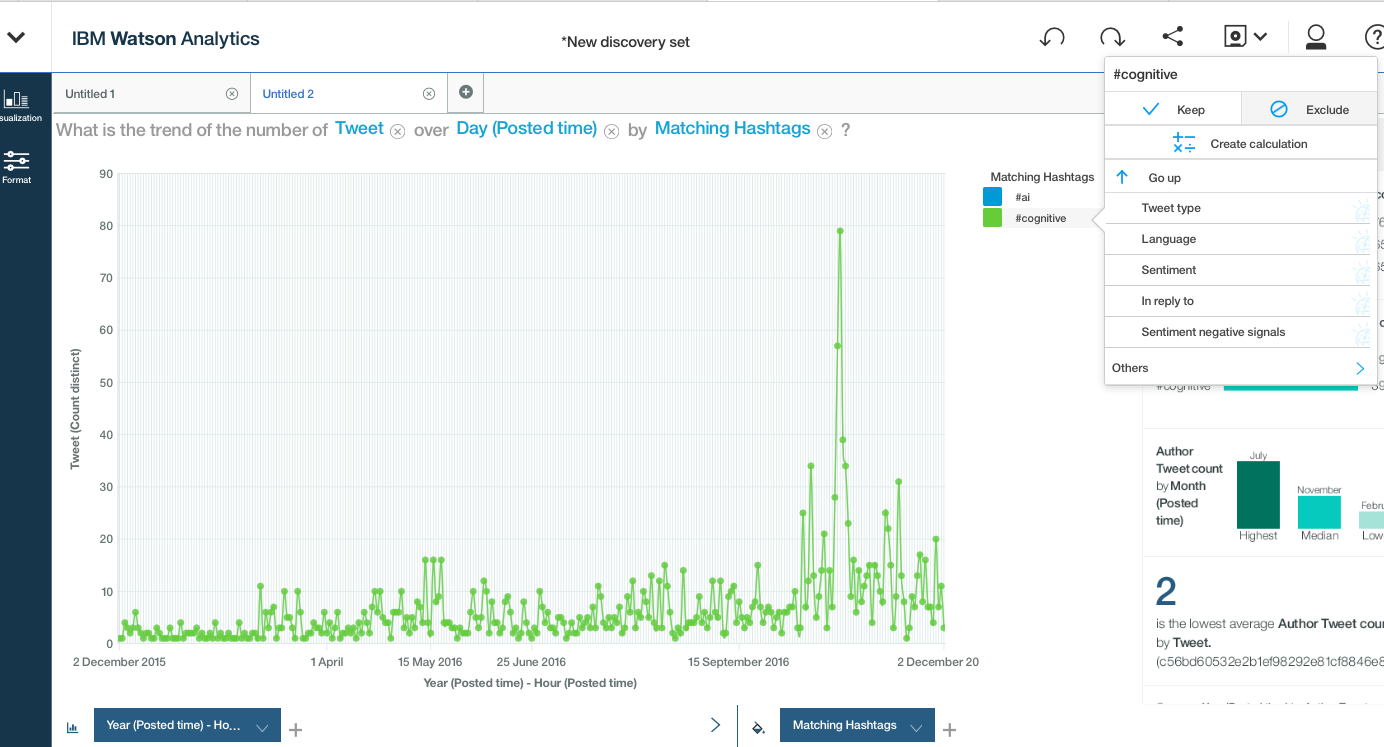 IBM Watson Analytics
*New discovery set
Untitled 1
Untitled 2
What is the trend of the number of Tweet over Day (Posted time) by Matching Hashtags ?
Format
90
80
70
60
50
40
30
20
10
0
Tweet (Count distinct)
2 December 2015
1 April
15 May 2016
25 June 2016
15 September 2016
2 December 20
Year (Posted time) - Hour (Posted time)
Matching Hashtags
#ai
#cognitive
#cognitive
Keep
Exclude
Create calculation
Go up
Tweet type
Language
Sentiment
In reply to
Sentiment negative signals
Others
#cognitive
Author
Tweet count
by Month
(Posted
time)
July
Highest
November
Median
Febru
Low
2
is the lowest average Author Tweet cou
by Tweet.
(c56bd60532e2b1ef98292e81cf8846e8
Year (Posted time) - Ho...
Matching Hashtags